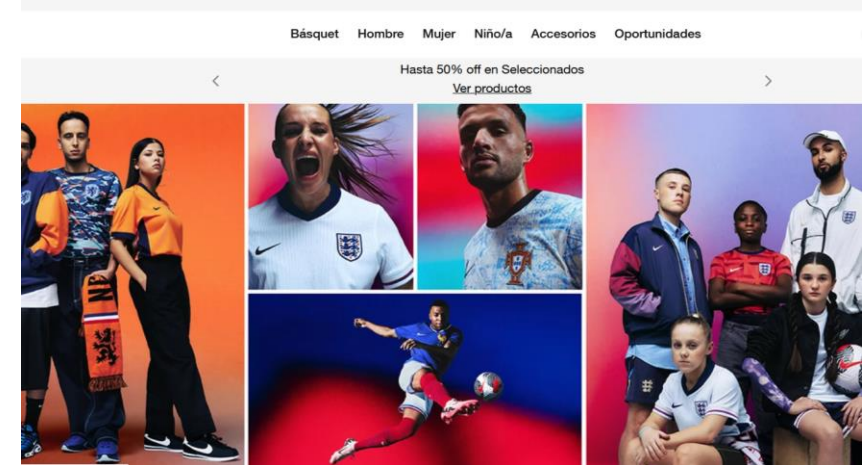 Básquet Hombre Mujer Niño/a Accesorios Oportunidades
Hasta 50% off en Seleccionados
Ver productos